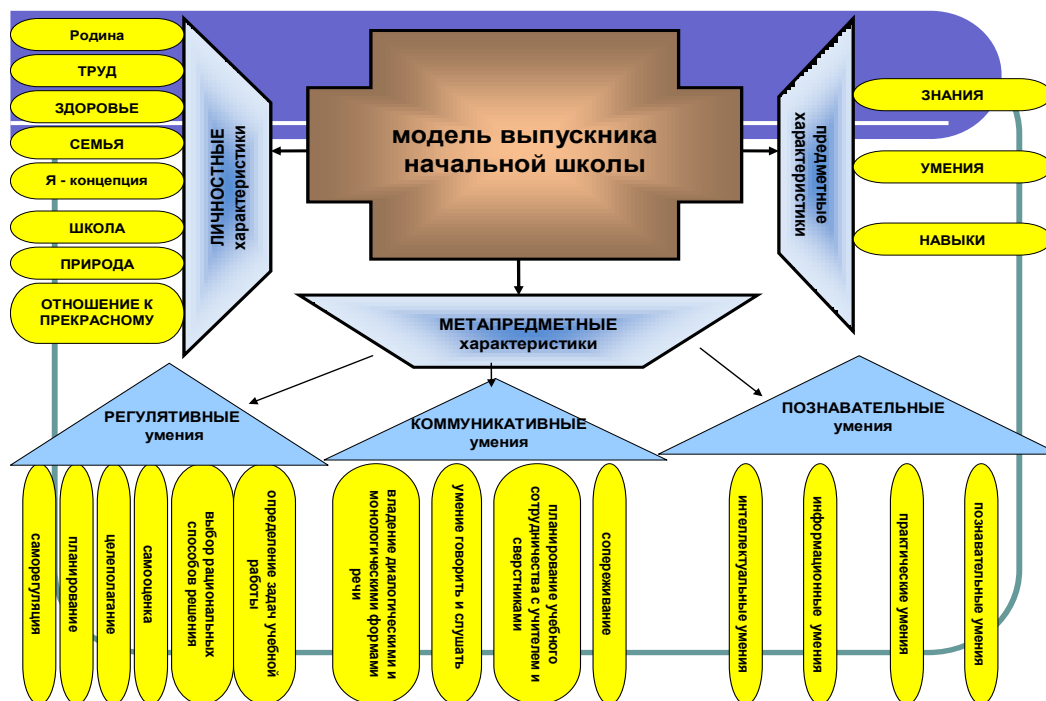 модель выпускника
начальной школы
ЛИЧНОСТНЫЕ
характеристики
Родина
ТРУД
ЗДОРОВЬЕ
СЕМЬЯ
Я - концепция
ШКОЛА
ПРИРОДА
ОТНОШЕНИЕ К
ПРЕКРАСНОМУ
предметные
характеристики
ЗНАНИЯ
УМЕНИЯ
НАВЫКИ
МЕТАПРЕДМЕТНЫЕ
характеристики
РЕГУЛЯТИВНЫЕ
умения
саморегуляция
планирование
целеполагание
самооценка
выбор рациональных
способов решения
определение задач учебной
работы
КОММУНИКАТИВНЫЕ
умения
владение диалогическими и
монологическими формами
речи
умение говорить и слушать
планирование учебного
сотрудничества с учителем и
сверстниками
сопереживание
ПОЗНАВАТЕЛЬНЫЕ
умения
интеллектуальные умения
информационные умения
практические умения
познавательные умения